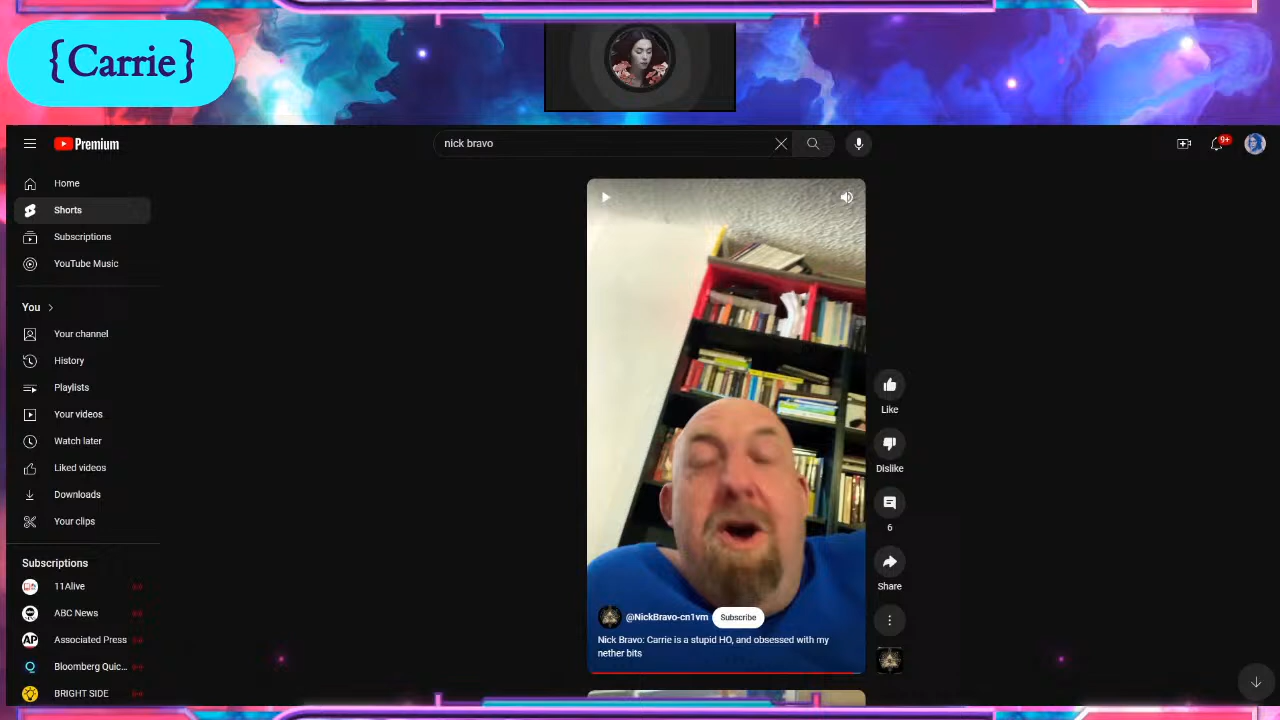 {Carrie}
Premium
nick bravo
9+
Home
Shorts
Subscriptions
YouTube Music
You
Your channel
History
Playlists
Your videos
Watch later
Liked videos
Downloads
Your clips
Subscriptions
11Alive
ABC News
Associated Press
Bloomberg Quic...
BRIGHT SIDE
Like
Dislike
6
Share
@NickBravo-cn1vm
Subscribe
Nick Bravo: Carrie is a stupid HO, and obsessed with my
nether bits